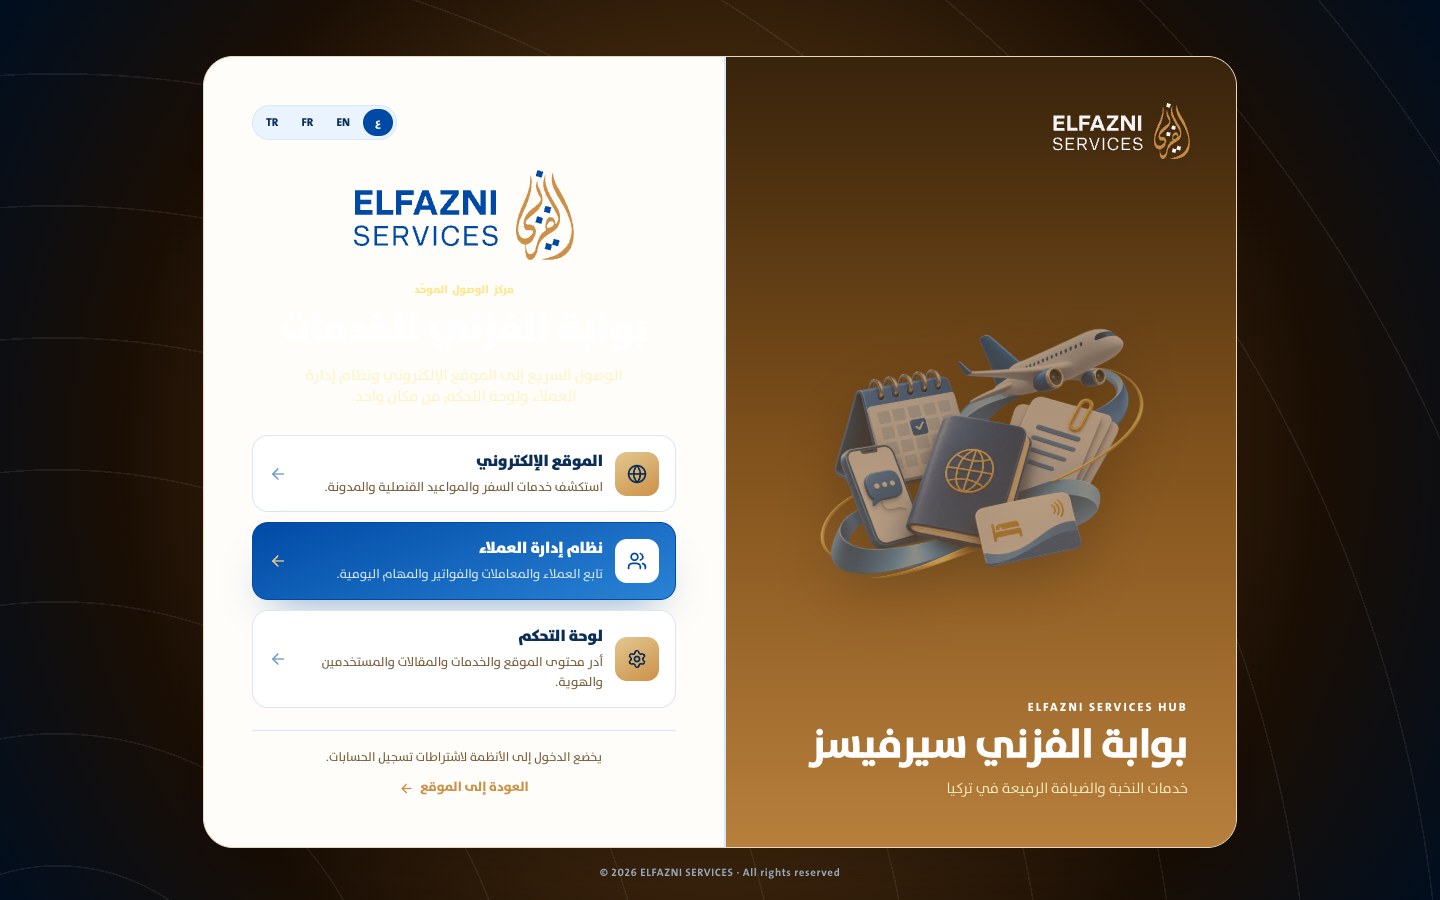 ELFAZNI
SERVICES
ELFAZNI SERVICES HUB
بوابة الفزني سيرفيسز
خدمات النخبة والضيافة الرفيعة في تركيا
TR FR EN ع
ELFAZNI
SERVICES
مركز الوصول الموحّد
بوابة الفزني للخدمات
الوصول السريع إلى الموقع الإلكتروني ونظام إدارة
العملاء ولوحة التحكم من مكان واحد.
الموقع الإلكتروني
استكشف خدمات السفر والمواعيد القنصلية والمدونة.
نظام إدارة العملاء
تابع العملاء والمعاملات والفواتير والمهام اليومية.
لوحة التحكم
أدر محتوى الموقع والخدمات والمقالات والمستخدمين
والهوية.
يخضع الدخول إلى الأنظمة لاشتراطات تسجيل الحسابات.
العودة إلى الموقع
© 2026 ELFAZNI SERVICES · All rights reserved